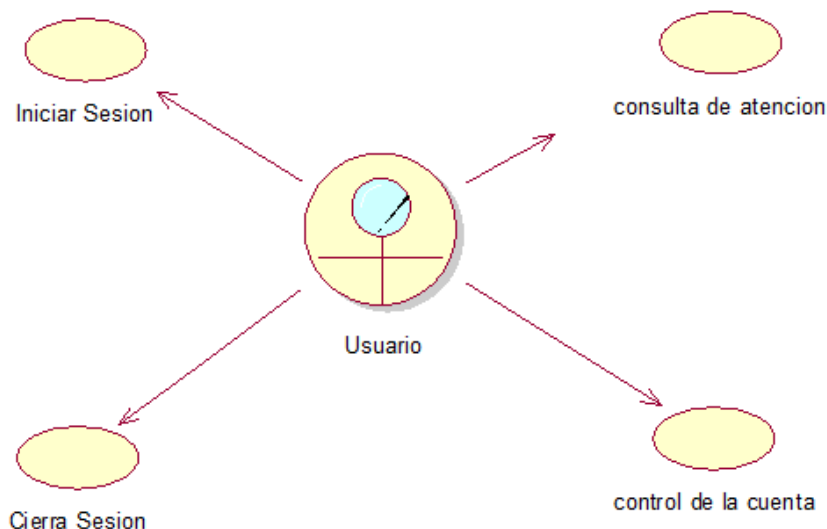 Iniciar Sesion
consulta de atencion
Usuario
Cierra Sesion
control de la cuenta